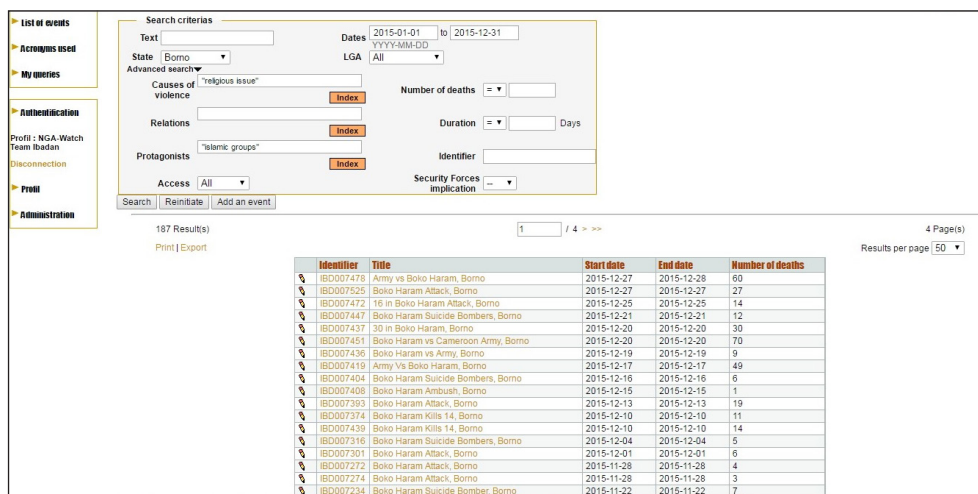 List of events
Acronyms used
My queries
Authentification
Profil : NGA-Watch
Team Ibadan
Disconnection
Profil
Administration
Search criterias
Text
Dates 2015-01-01 to 2015-12-31
YYYY-MM-DD
State Borno
LGA All
Advanced search
Causes of violence "religious issue"
Index
Number of deaths =
Relations
Index
Duration = Days
Protagonists "islamic groups"
Index
Identifier
Access All
Security Forces implication --
Search Reinitiate Add an event
187 Result(s) 1 / 4 > >> 4 Page(s)
Print | Export Results per page 50
Identifier Title Start date End date Number of deaths
IBD007478 Army vs Boko Haram, Borno 2015-12-27 2015-12-28 60
IBD007525 Boko Haram Attack, Borno 2015-12-27 2015-12-27 27
IBD007472 16 in Boko Haram Attack, Borno 2015-12-25 2015-12-25 14
IBD007447 Boko Haram Suicide Bombers, Borno 2015-12-21 2015-12-21 12
IBD007437 30 in Boko Haram, Borno 2015-12-20 2015-12-20 30
IBD007451 Boko Haram vs Cameroon Army, Borno 2015-12-20 2015-12-20 70
IBD007436 Boko Haram vs Army, Borno 2015-12-19 2015-12-19 9
IBD007419 Army Vs Boko Haram, Borno 2015-12-17 2015-12-17 49
IBD007404 Boko Haram Suicide Bombers, Borno 2015-12-16 2015-12-16 6
IBD007408 Boko Haram Ambush, Borno 2015-12-15 2015-12-15 1
IBD007393 Boko Haram Attack, Borno 2015-12-13 2015-12-13 19
IBD007374 Boko Haram Kills 14, Borno 2015-12-10 2015-12-10 11
IBD007439 Boko Haram Kills 14, Borno 2015-12-10 2015-12-10 14
IBD007316 Boko Haram Suicide Bombers, Borno 2015-12-04 2015-12-04 5
IBD007301 Boko Haram Attack, Borno 2015-12-01 2015-12-01 6
IBD007272 Boko Haram Attack, Borno 2015-11-28 2015-11-28 4
IBD007274 Boko Haram Attack, Borno 2015-11-28 2015-11-28 3
IBD007234 Boko Haram Suicide Bomber, Borno 2015-11-22 2015-11-22 7